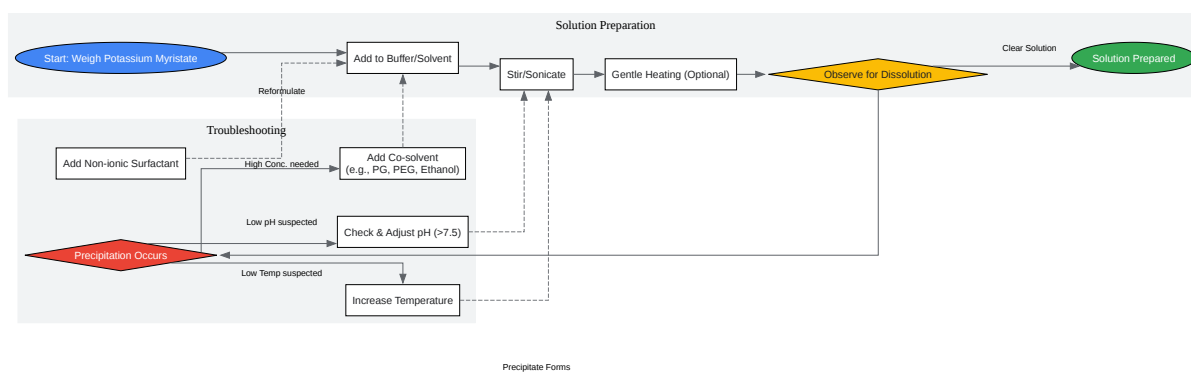 Solution Preparation
Start: Weigh Potassium Myristate
Add to Buffer/Solvent
Stir/Sonicate
Gentle Heating (Optional)
Observe for Dissolution
Clear Solution
Solution Prepared
Reformulate
Troubleshooting
Add Non-ionic Surfactant
High Conc. needed
Add Co-solvent
(e.g., PG, PEG, Ethanol)
Low pH suspected
Check & Adjust pH (>7.5)
Precipitation Occurs
Low Temp suspected
Increase Temperature
Precipitate Forms